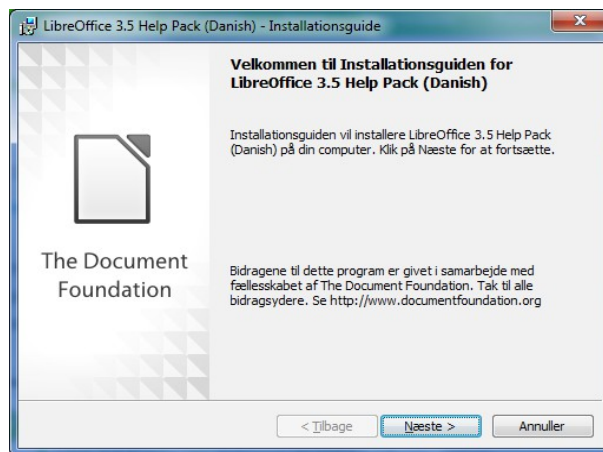 LibreOffice 3.5 Help Pack (Danish) - Installationsguide
Velkommen til Installationsguiden for
LibreOffice 3.5 Help Pack (Danish)
Installationsguiden vil installere LibreOffice 3.5 Help Pack
(Danish) på din computer. Klik på Næste for at fortsætte.
The Document
Foundation
Bidragene til dette program er givet i samarbejde med
fællesskabet af The Document Foundation. Tak til alle
bidragsydere. Se http://www.documentfoundation.org
< Tilbage
Næste >
Annuller